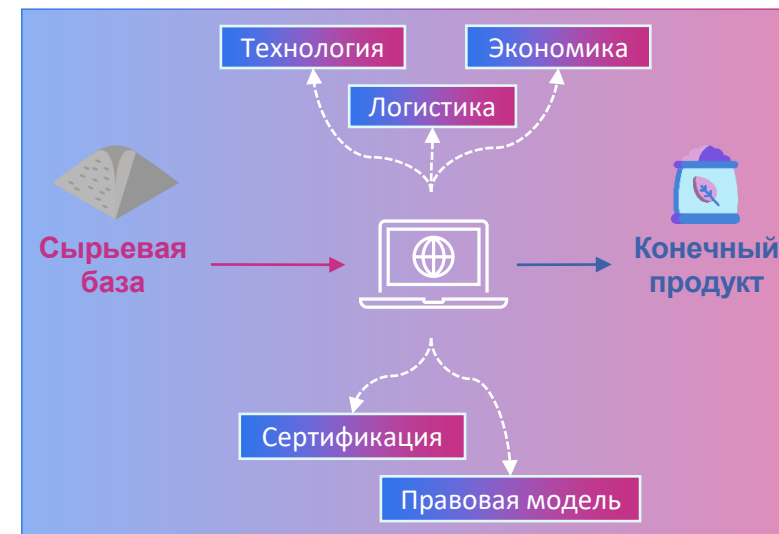 Технология
Экономика
Логистика
Сырьевая
база
Конечный
продукт
Сертификация
Правовая модель